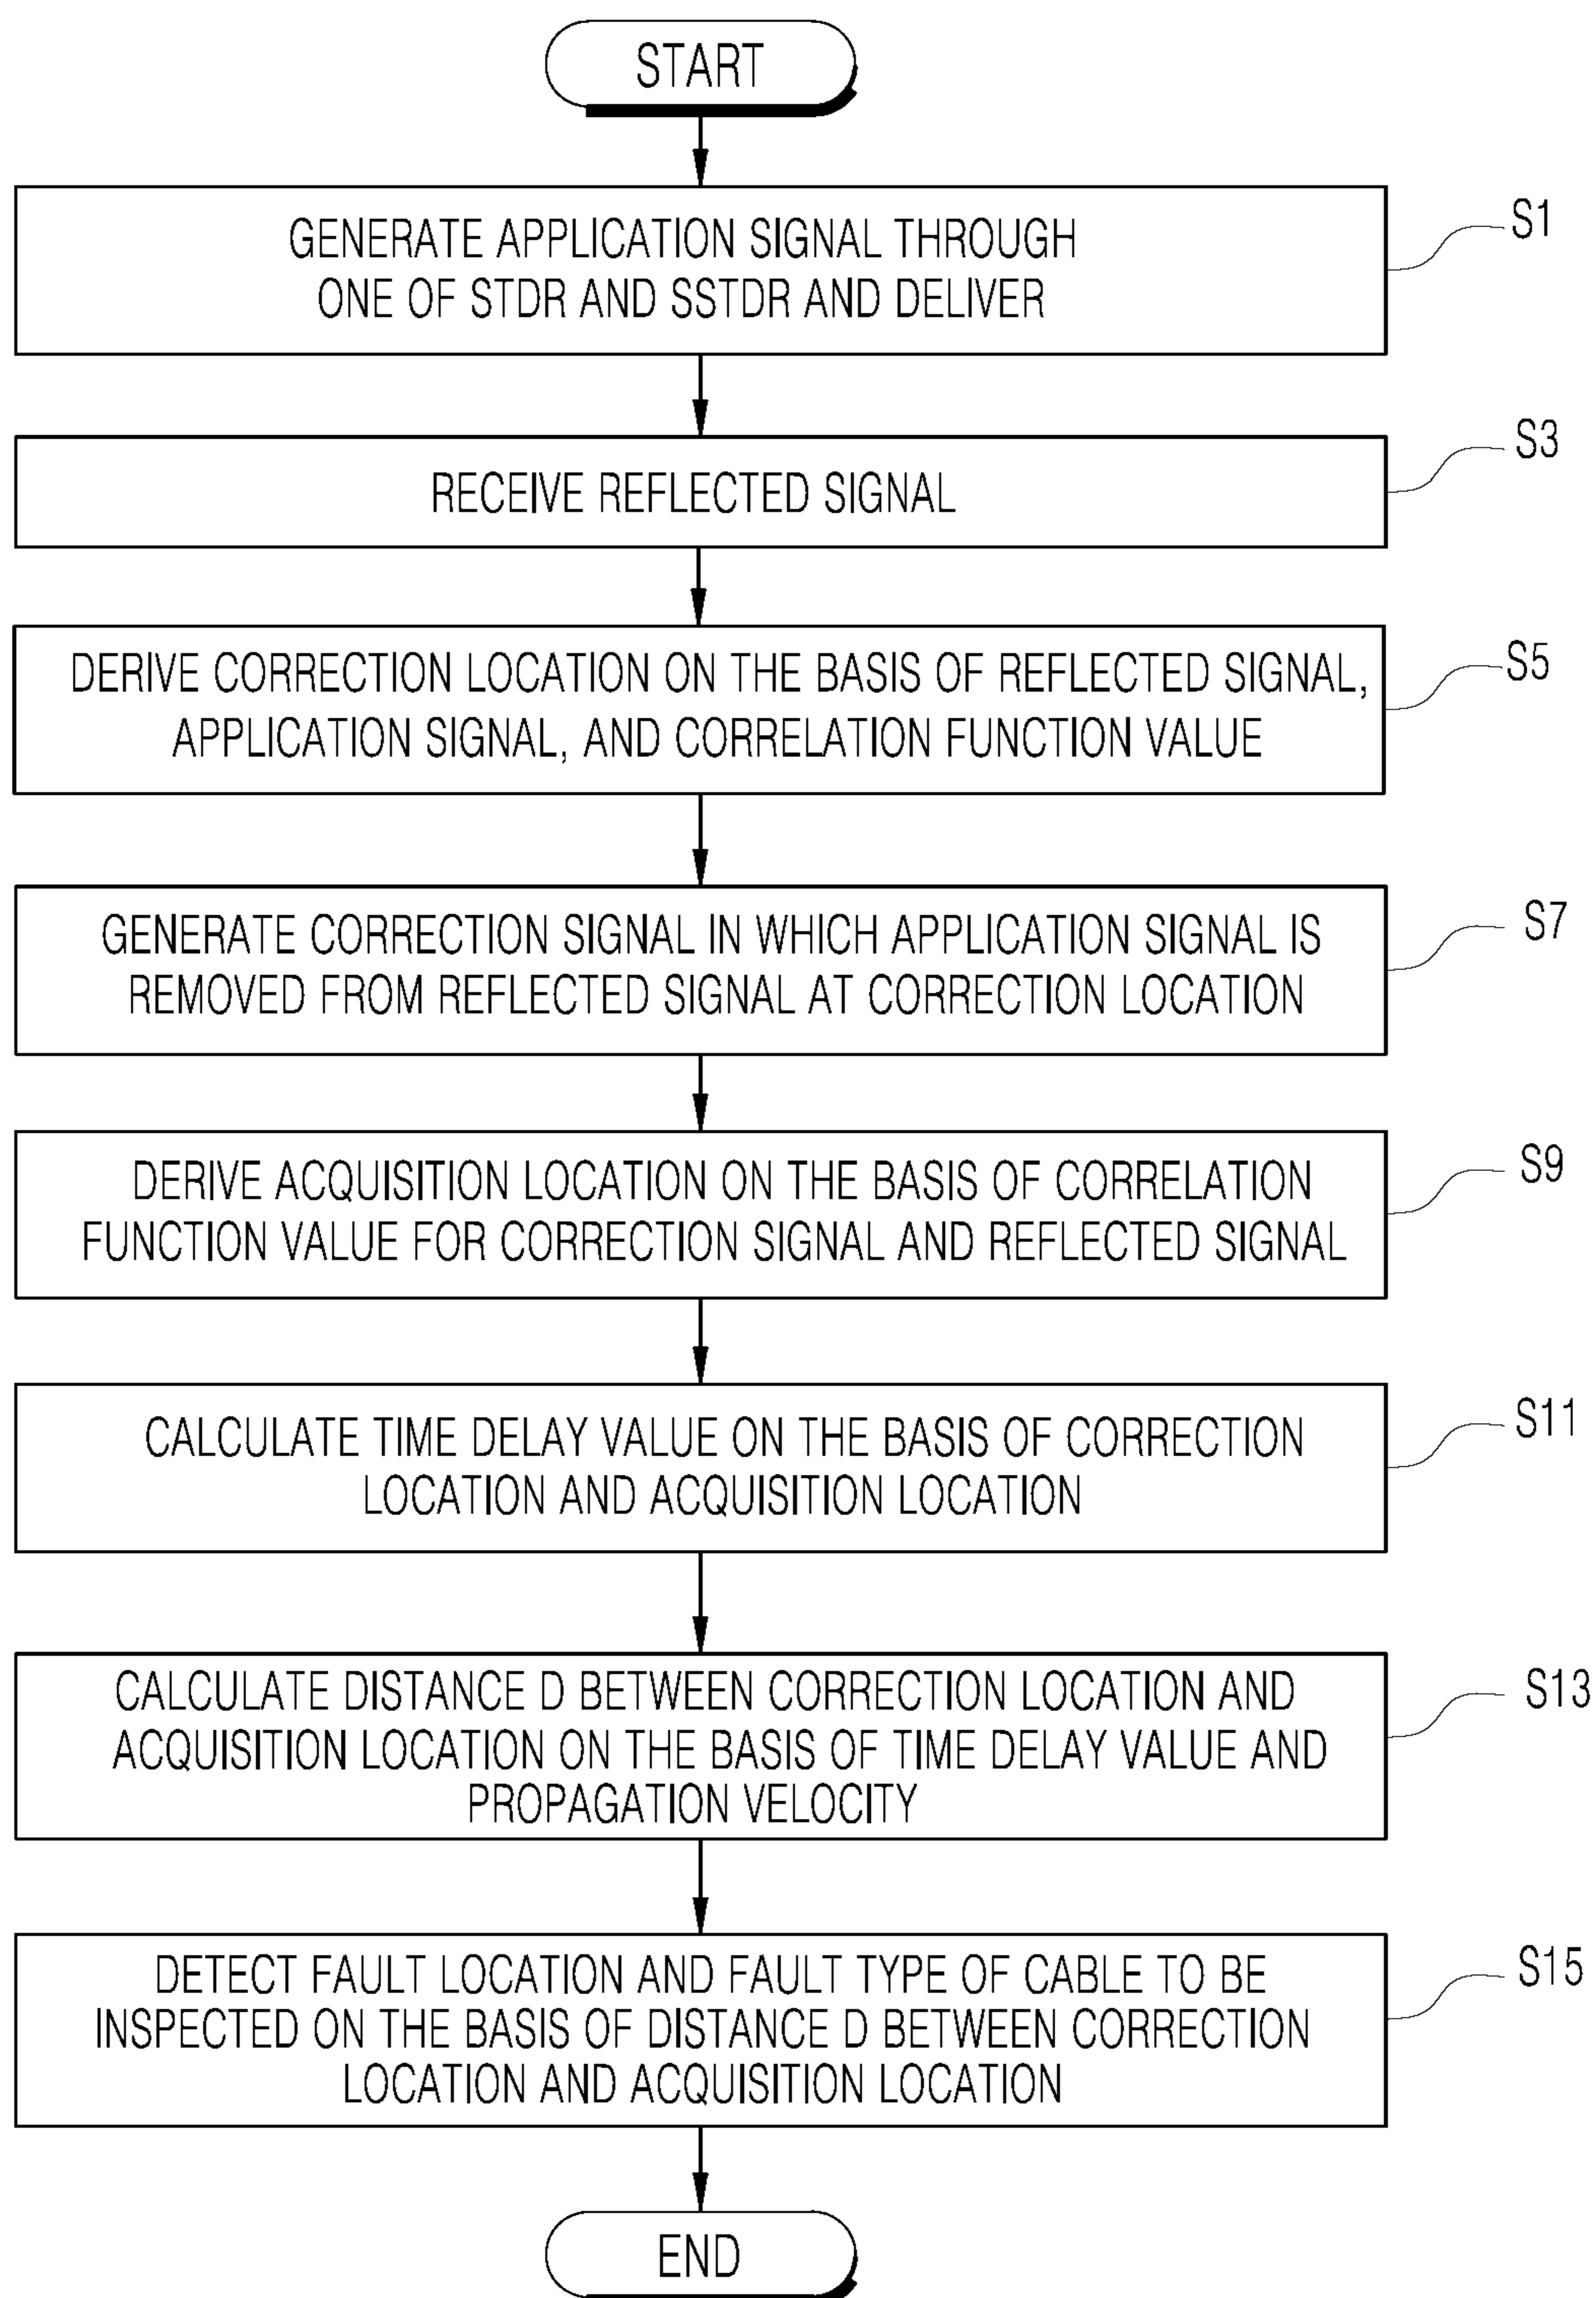 START
GENERATE APPLICATION SIGNAL THROUGH
ONE OF STDR AND SSTDR AND DELIVER
S1
RECEIVE REFLECTED SIGNAL
S3
DERIVE CORRECTION LOCATION ON THE BASIS OF REFLECTED SIGNAL,
APPLICATION SIGNAL, AND CORRELATION FUNCTION VALUE
S5
GENERATE CORRECTION SIGNAL IN WHICH APPLICATION SIGNAL IS
REMOVED FROM REFLECTED SIGNAL AT CORRECTION LOCATION
S7
DERIVE ACQUISITION LOCATION ON THE BASIS OF CORRELATION
FUNCTION VALUE FOR CORRECTION SIGNAL AND REFLECTED SIGNAL
S9
CALCULATE TIME DELAY VALUE ON THE BASIS OF CORRECTION
LOCATION AND ACQUISITION LOCATION
S11
CALCULATE DISTANCE D BETWEEN CORRECTION LOCATION AND
ACQUISITION LOCATION ON THE BASIS OF TIME DELAY VALUE AND
PROPAGATION VELOCITY
S13
DETECT FAULT LOCATION AND FAULT TYPE OF CABLE TO BE
INSPECTED ON THE BASIS OF DISTANCE D BETWEEN CORRECTION
LOCATION AND ACQUISITION LOCATION
S15
END